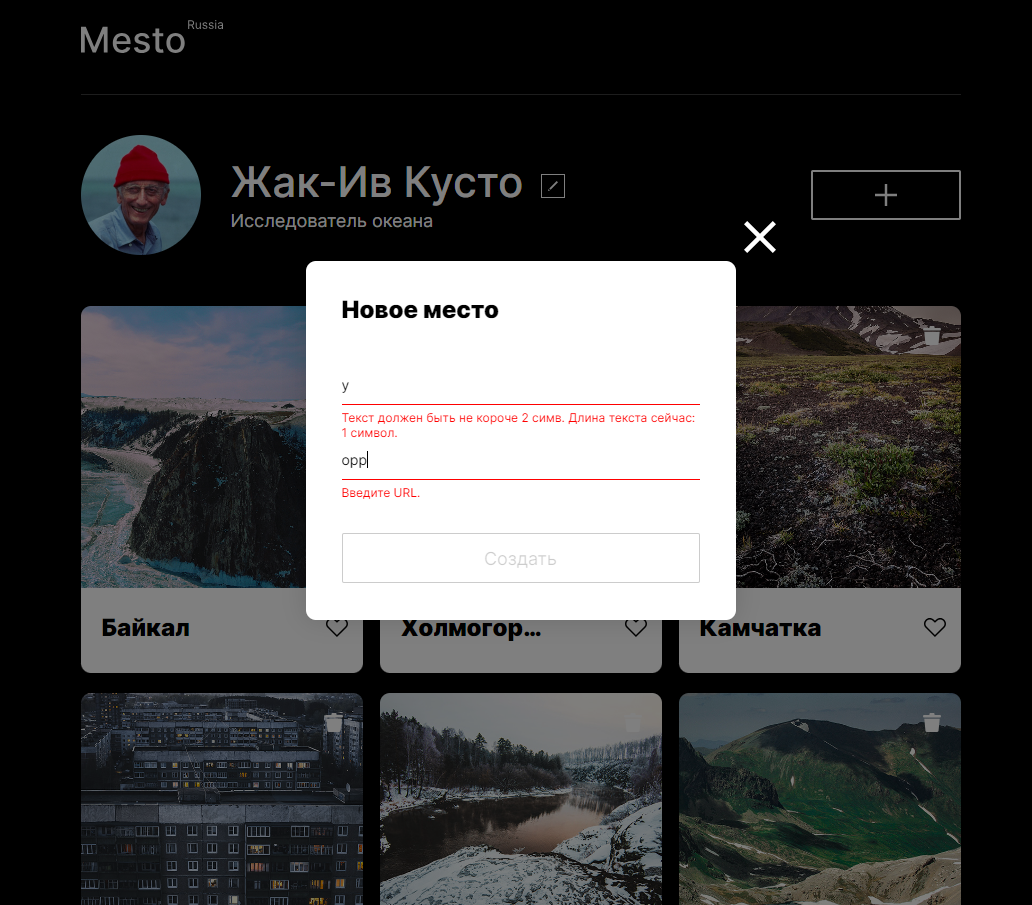 Mesto Russia
Жак-Ив Кусто
Исследователь океана
Новое место
y
Текст должен быть не короче 2 симв. Длина текста сейчас:
1 символ.
opp
Введите URL.
Создать
Байкал
Холмогор...
Камчатка